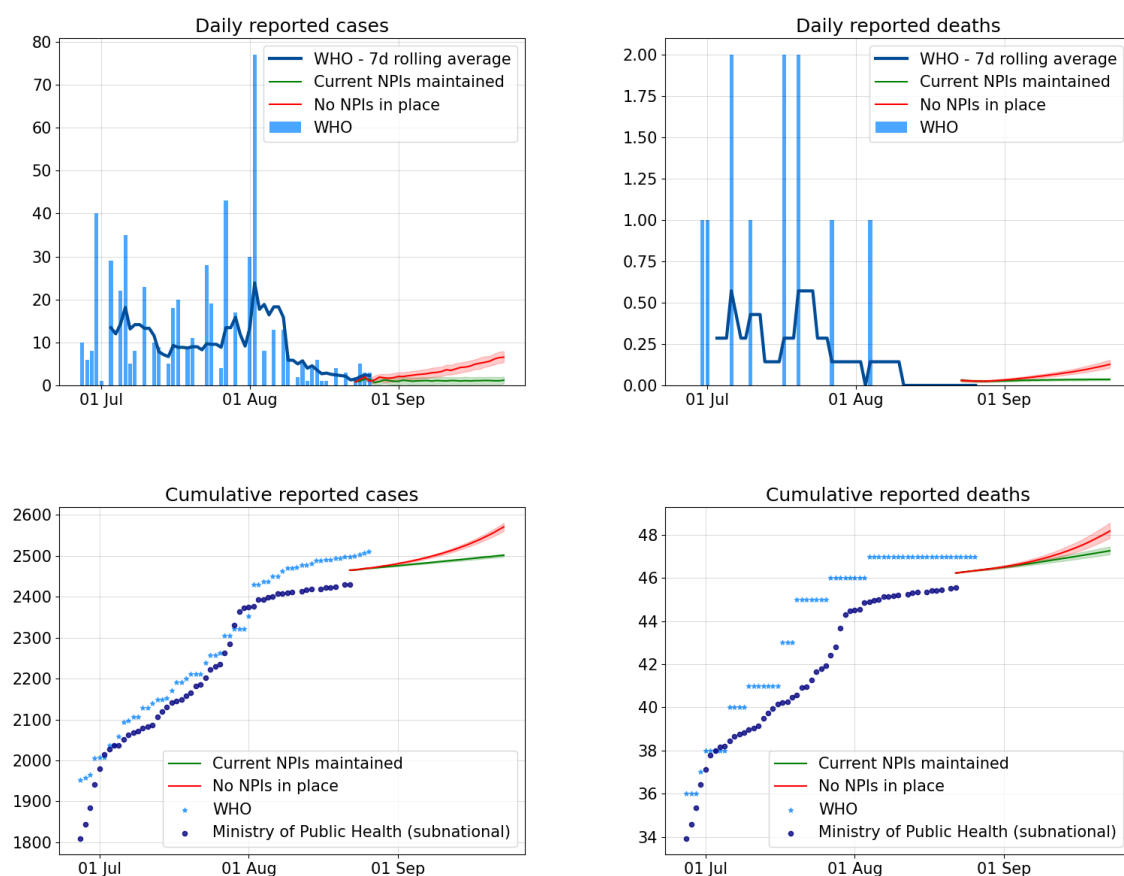 Daily reported cases
80
70
60
50
40
30
20
10
0
01 Jul
01 Aug
01 Sep
WHO - 7d rolling average
Current NPIs maintained
No NPIs in place
WHO
Daily reported deaths
2.00
1.75
1.50
1.25
1.00
0.75
0.50
0.25
0.00
01 Jul
01 Aug
01 Sep
WHO - 7d rolling average
Current NPIs maintained
No NPIs in place
WHO
Cumulative reported cases
2600
2500
2400
2300
2200
2100
2000
1900
1800
01 Jul
01 Aug
01 Sep
Current NPIs maintained
No NPIs in place
WHO
Ministry of Public Health (subnational)
Cumulative reported deaths
48
46
44
42
40
38
36
34
01 Jul
01 Aug
01 Sep
Current NPIs maintained
No NPIs in place
WHO
Ministry of Public Health (subnational)